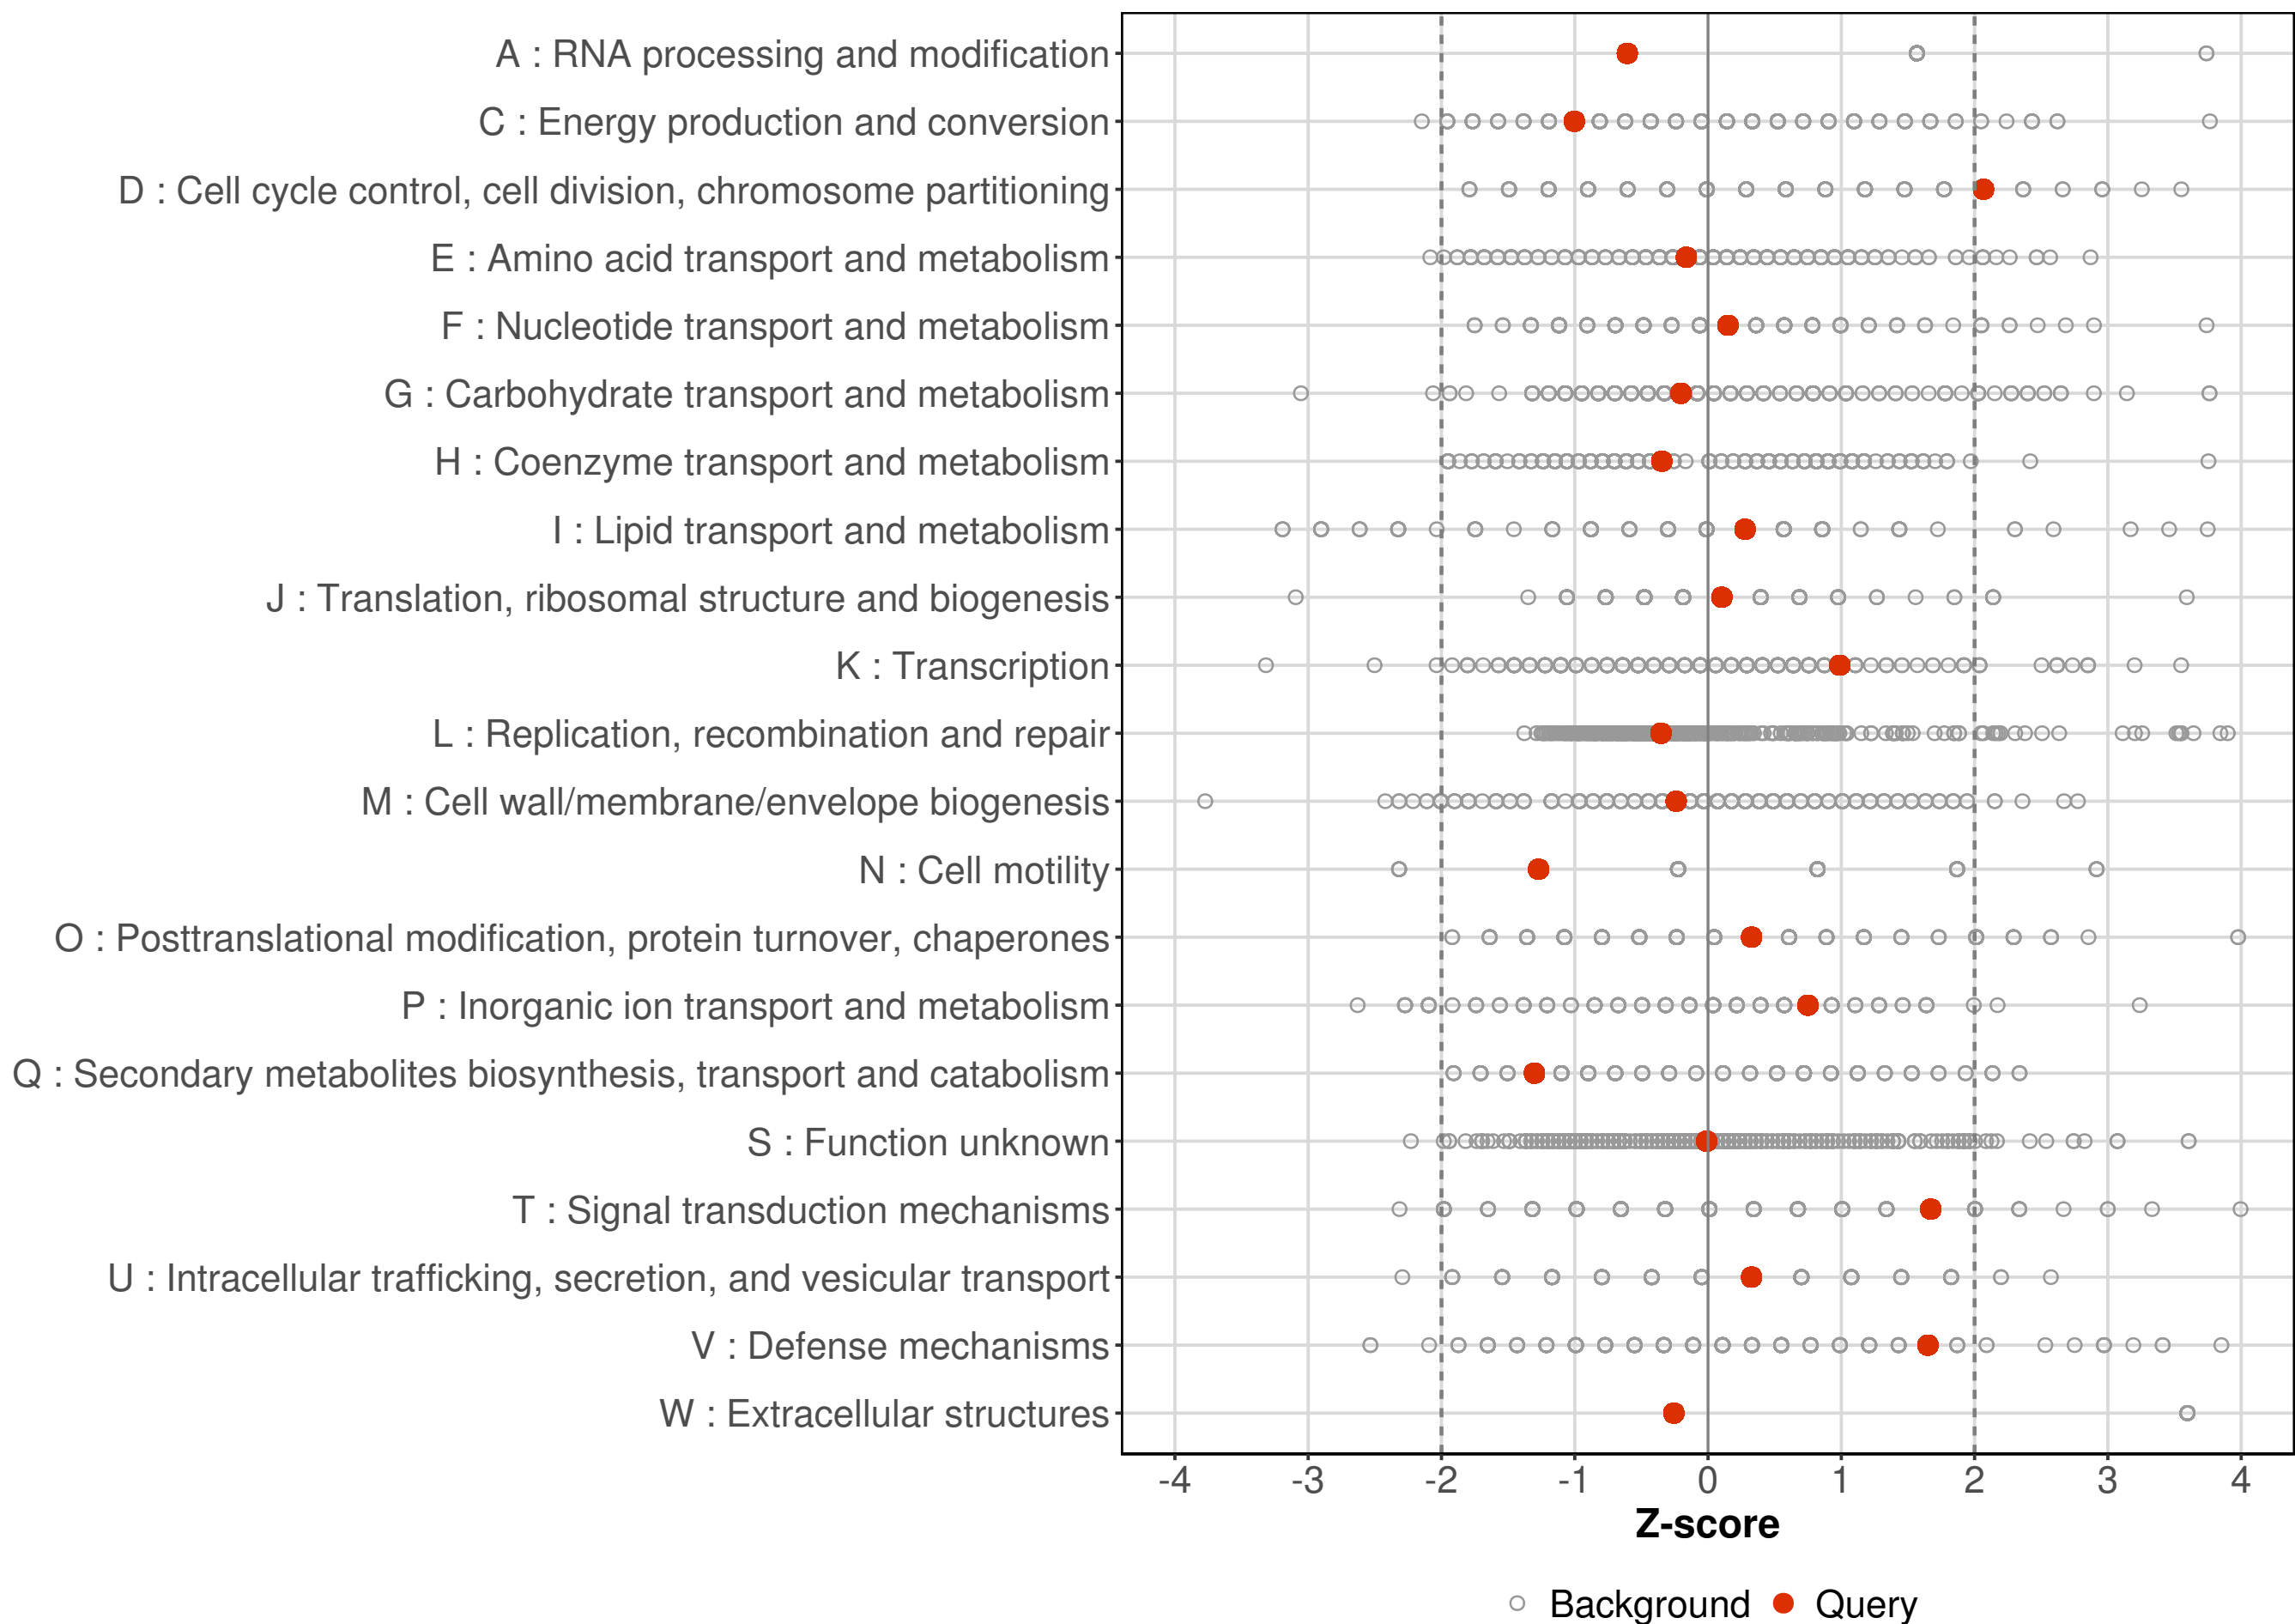 A : RNA processing and modification
C : Energy production and conversion
D : Cell cycle control, cell division, chromosome partitioning
E : Amino acid transport and metabolism
F : Nucleotide transport and metabolism
G : Carbohydrate transport and metabolism
H : Coenzyme transport and metabolism
I : Lipid transport and metabolism
J : Translation, ribosomal structure and biogenesis
K : Transcription
L : Replication, recombination and repair
M : Cell wall/membrane/envelope biogenesis
N : Cell motility
O : Posttranslational modification, protein turnover, chaperones
P : Inorganic ion transport and metabolism
Q : Secondary metabolites biosynthesis, transport and catabolism
S : Function unknown
T : Signal transduction mechanisms
U : Intracellular trafficking, secretion, and vesicular transport
V : Defense mechanisms
W : Extracellular structures
-4 -3 -2 -1 0 1 2 3 4
Z-score
Background Query